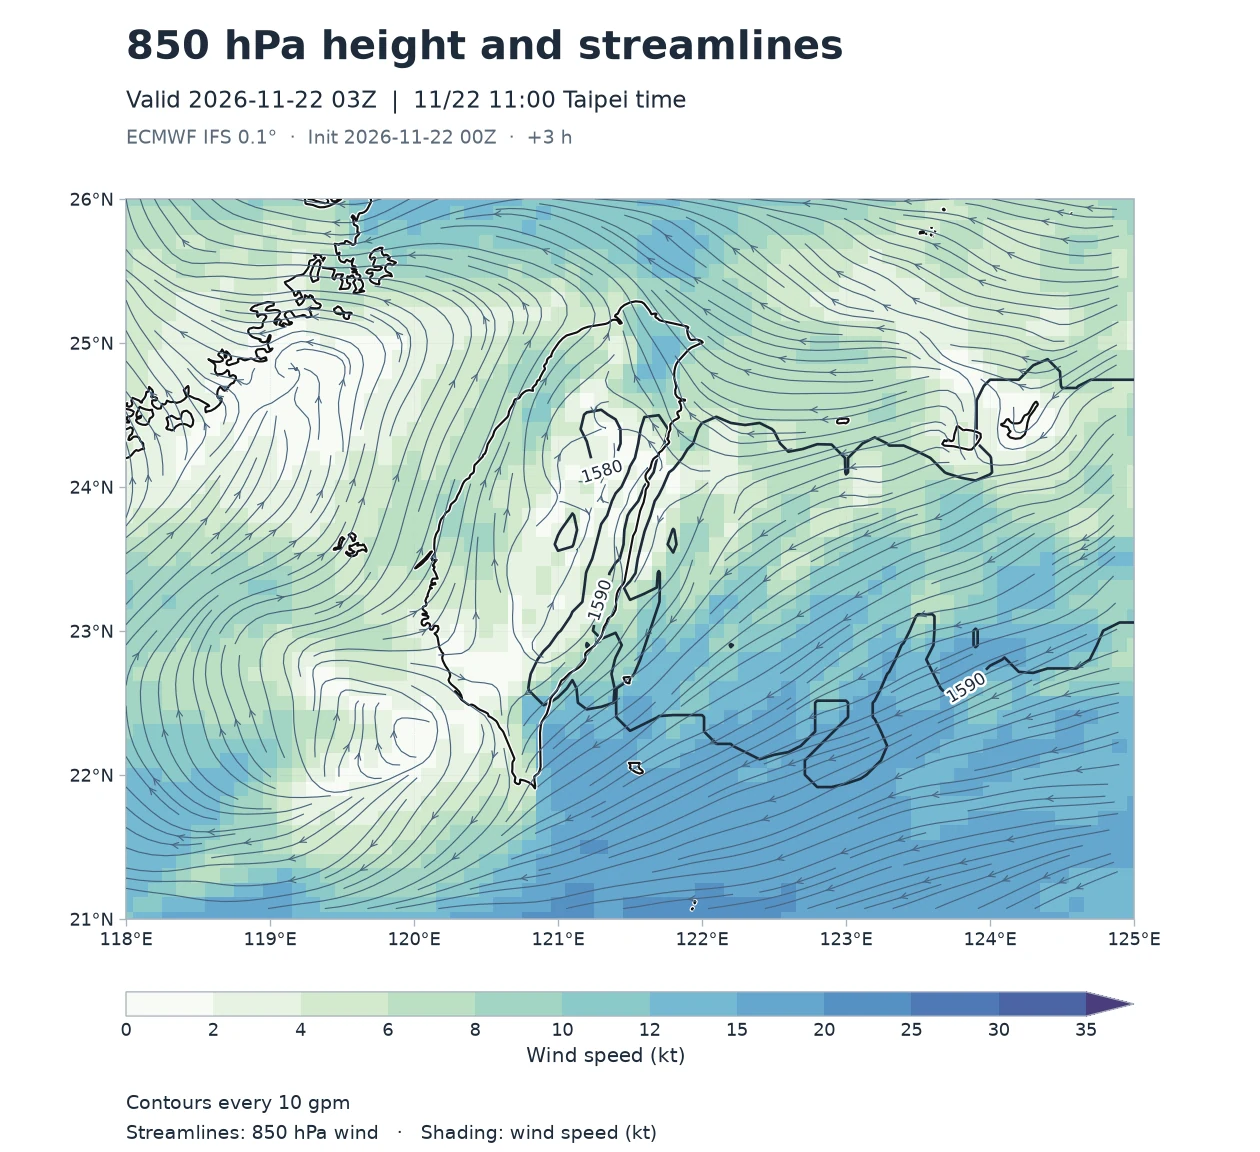 850 hPa height and streamlines
Valid 2026-11-22 03Z | 11/22 11:00 Taipei time
ECMWF IFS 0.1° · Init 2026-11-22 00Z · +3 h
26°N
25°N
24°N
23°N
22°N
21°N
1580
1590
1590
118°E 119°E 120°E 121°E 122°E 123°E 124°E 125°E
0 2 4 6 8 10 12 15 20 25 30 35
Wind speed (kt)
Contours every 10 gpm
Streamlines: 850 hPa wind · Shading: wind speed (kt)